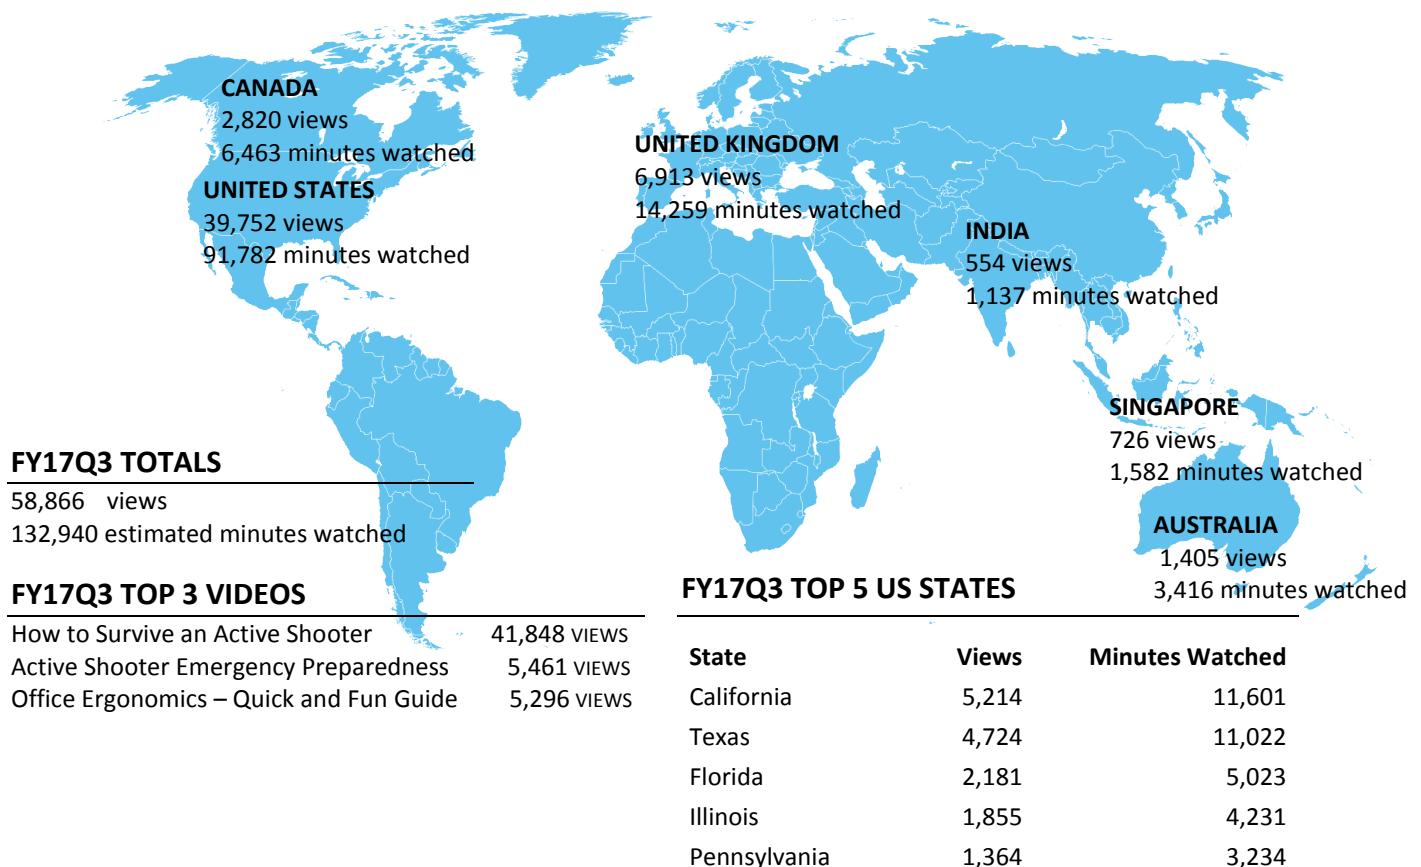 CANADA
2,820 views
6,463 minutes watched
UNITED STATES
39,752 views
91,782 minutes watched
UNITED KINGDOM
6,913 views
14,259 minutes watched
INDIA
554 views
1,137 minutes watched
SINGAPORE
726 views
1,582 minutes watched
AUSTRALIA
1,405 views
3,416 minutes watched
FY17Q3 TOTALS
58,866 views
132,940 estimated minutes watched
FY17Q3 TOP 3 VIDEOS
How to Survive an Active Shooter 41,848 VIEWS
Active Shooter Emergency Preparedness 5,461 VIEWS
Office Ergonomics – Quick and Fun Guide 5,296 VIEWS
FY17Q3 TOP 5 US STATES
State Views Minutes Watched
California 5,214 11,601
Texas 4,724 11,022
Florida 2,181 5,023
Illinois 1,855 4,231
Pennsylvania 1,364 3,234